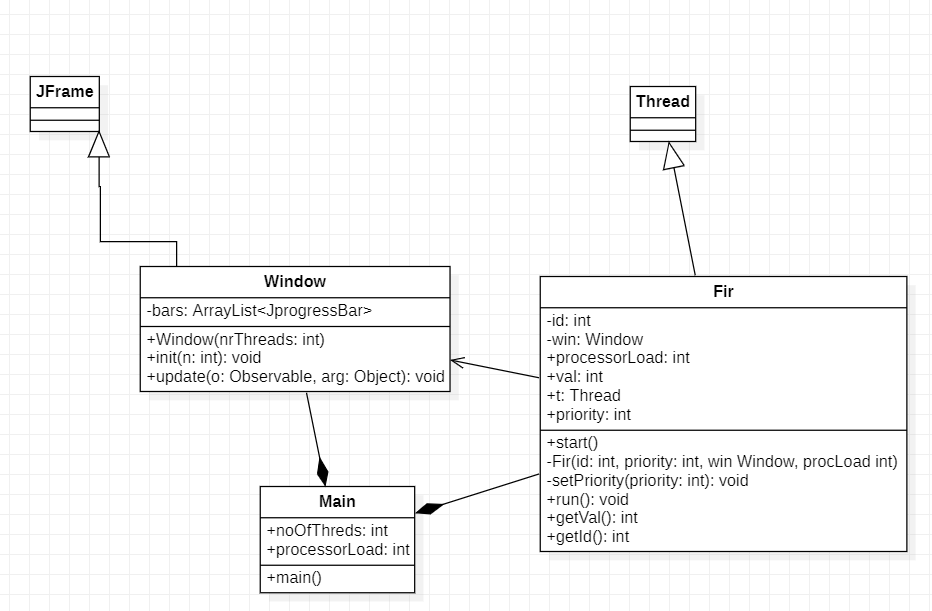 JFrame
Thread
Window
-bars: ArrayList<JprogressBar>
+Window(nrThreads: int)
+init(n: int): void
+update(o: Observable, arg: Object): void
Fir
-id: int
-win: Window
+processorLoad: int
+val: int
+t: Thread
+priority: int
+start()
-Fir(id: int, priority: int, win Window, procLoad int)
-setPriority(priority: int): void
+run(): void
+getVal(): int
+getId(): int
Main
+noOfThreds: int
+processorLoad: int
+main()